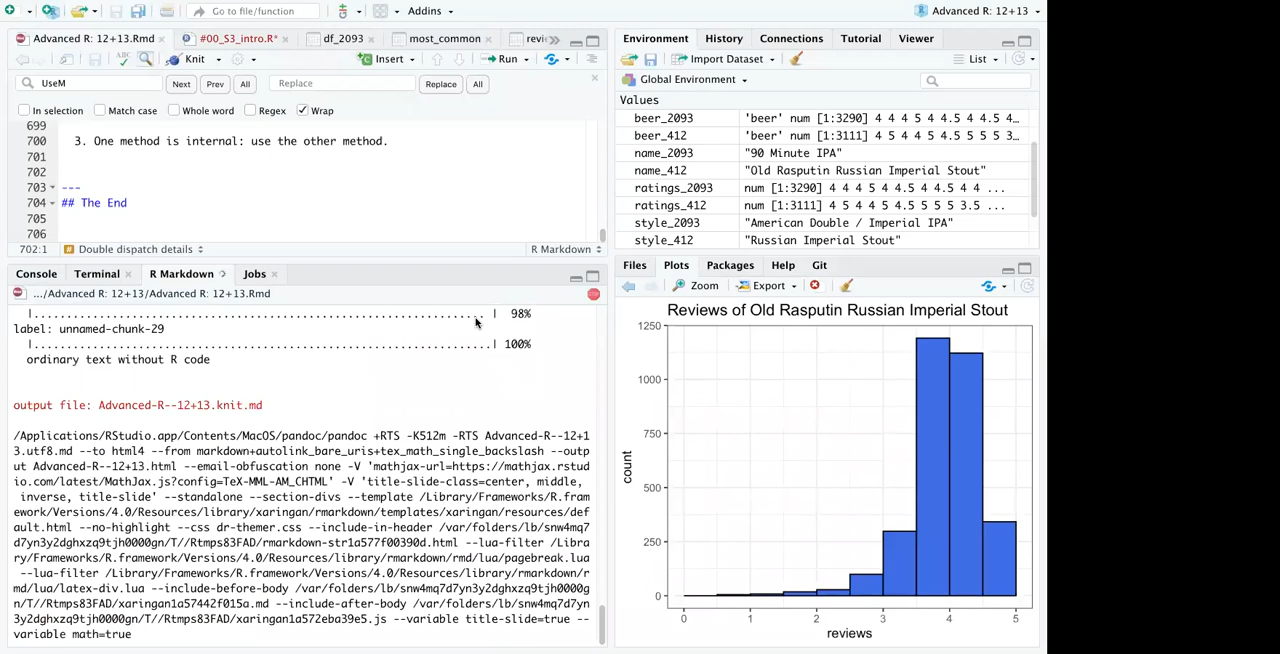 Go to file/function
Addins
Advanced R: 12+13
Advanced R: 12+13.Rmd
#00_S3_intro.R*
df_2093
most_common
ABC
Knit
Insert
Run
UseM
Next
Prev
All
Replace
Replace
All
In selection
Match case
Whole word
Regex
Wrap
699
700 3. One method is internal: use the other method.
701
702
703 ---
704 ## The End
705
706
702:1 # Double dispatch details
R Markdown
Console
Terminal
R Markdown
Jobs
.../Advanced R: 12+13/Advanced R: 12+13.Rmd
|...................................................................... | 98%
label: unnamed-chunk-29
|.......................................................................| 100%
ordinary text without R code
output file: Advanced-R--12+13.knit.md
/Applications/RStudio.app/Contents/MacOS/pandoc/pandoc +RTS -K512m -RTS Advanced-R--12+1
3.utf8.md --to html4 --from markdown+autolink_bare_uris+tex_math_single_backslash --outp
ut Advanced-R--12+13.html --email-obfuscation none -V 'mathjax-url=https://mathjax.rstud
io.com/latest/MathJax.js?config=TeX-MML-AM_CHTML' -V 'title-slide-class=center, middle,
inverse, title-slide' --standalone --section-divs --template /Library/Frameworks/R.fram
ework/Versions/4.0/Resources/library/xaringan/rmarkdown/templates/xaringan/resources/def
ault.html --no-highlight --css dr-themer.css --include-in-header /var/folders/lb/snw4mq7
d7yn3y2dghxzq9tjh0000gn/T//Rtmps83FAD/rmarkdown-str1a577f00390d.html --lua-filter /Libra
ry/Frameworks/R.framework/Versions/4.0/Resources/library/rmarkdown/rmd/lua/pagebreak.lua
--lua-filter /Library/Frameworks/R.framework/Versions/4.0/Resources/library/rmarkdown/r
md/lua/latex-div.lua --include-before-body /var/folders/lb/snw4mq7d7yn3y2dghxzq9tjh0000g
n/T//Rtmps83FAD/xaringan1a57442f015a.md --include-after-body /var/folders/lb/snw4mq7d7yn
3y2dghxzq9tjh0000gn/T//Rtmps83FAD/xaringan1a572eba39e5.js --variable title-slide=true --
variable math=true
Environment
History
Connections
Tutorial
Viewer
Import Dataset
List
Global Environment
Values
beer_2093 'beer' num [1:3290] 4 4 4 5 4 4.5 4 4.5 4…
beer_412 'beer' num [1:3111] 4 5 4 4 5 4.5 5 5 5 3…
name_2093 "90 Minute IPA"
name_412 "Old Rasputin Russian Imperial Stout"
ratings_2093 num [1:3290] 4 4 4 5 4 4.5 4 4.5 4 4 ...
ratings_412 num [1:3111] 4 5 4 4 5 4.5 5 5 5 3.5 ...
style_2093 "American Double / Imperial IPA"
style_412 "Russian Imperial Stout"
Files
Plots
Packages
Help
Git
Zoom
Export
Reviews of Old Rasputin Russian Imperial Stout
1250
1000
750
500
250
0
count
0 1 2 3 4 5
reviews